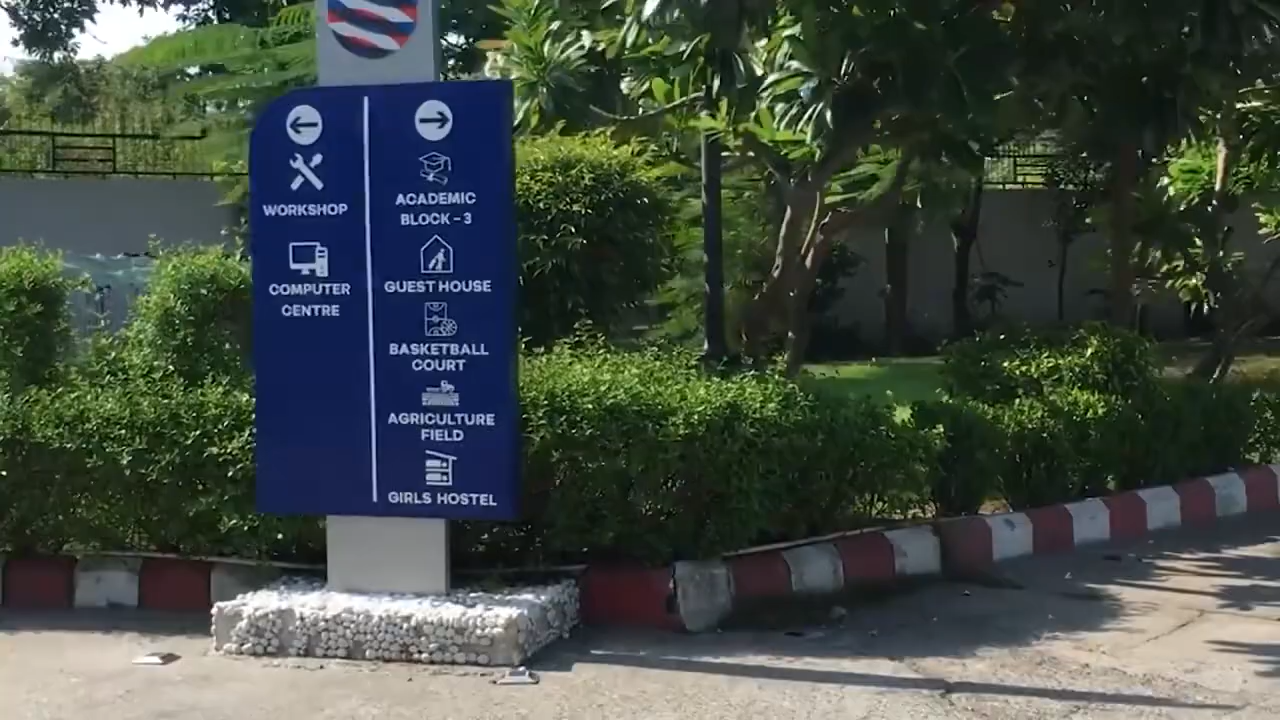 WORKSHOP
COMPUTER
CENTRE
ACADEMIC
BLOCK - 3
GUEST HOUSE
BASKETBALL
COURT
AGRICULTURE
FIELD
GIRLS HOSTEL